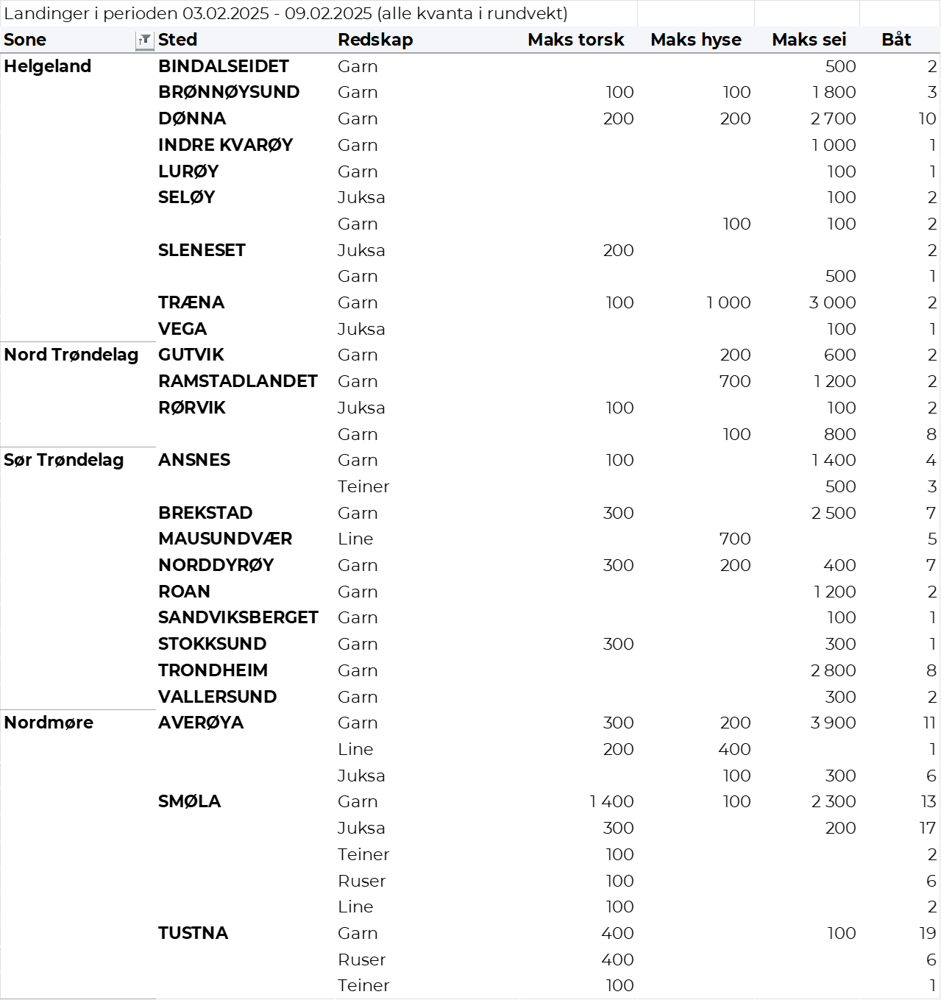 Landinger i perioden 03.02.2025 - 09.02.2025 (alle kvanta i rundvekt)
Sone Sted Redskap Maks torsk Maks hyse Maks sei Båt
Helgeland BINDALSEIDET Garn 500 2
BRØNNØYSUND Garn 100 100 1 800 3
DØNNA Garn 200 200 2 700 10
INDRE KVARØY Garn 1 000 1
LURØY Garn 100 1
SELØY Juksa 100 2
Garn 100 100 2
SLENESET Juksa 200 2
Garn 500 1
TRÆNA Garn 100 1 000 3 000 2
VEGA Juksa 100 1
Nord Trøndelag GUTVIK Garn 200 600 2
RAMSTADLANDET Garn 700 1 200 2
RØRVIK Juksa 100 100 2
Garn 100 800 8
Sør Trøndelag ANSNES Garn 100 1 400 4
Teiner 500 3
BREKSTAD Garn 300 2 500 7
MAUSUNDVÆR Line 700 5
NORDDYRØY Garn 300 200 400 7
ROAN Garn 1 200 2
SANDVIKSBERGET Garn 100 1
STOKKSUND Garn 300 300 1
TRONDHEIM Garn 2 800 8
VALLERSUND Garn 300 2
Nordmøre AVERØYA Garn 300 200 3 900 11
Line 200 400 1
Juksa 100 300 6
SMØLA Garn 1 400 100 2 300 13
Juksa 300 200 17
Teiner 100 2
Ruser 100 6
Line 100 2
TUSTNA Garn 400 100 19
Ruser 400 6
Teiner 100 1